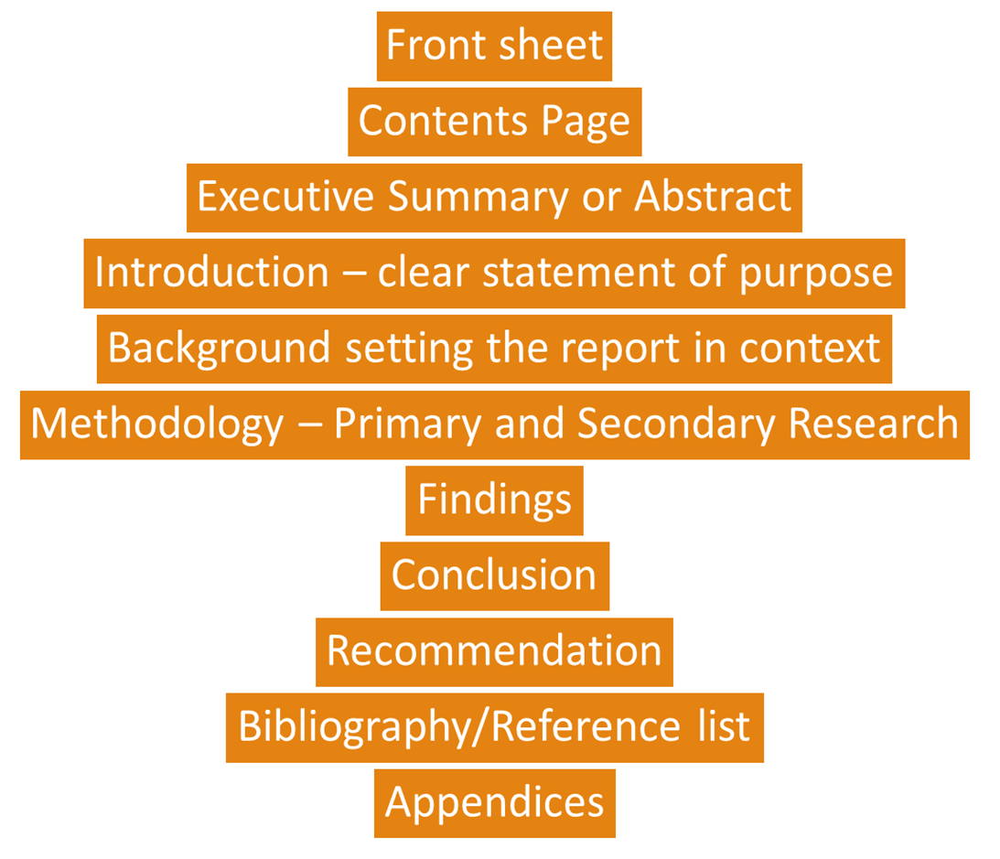 Front sheet
Contents Page
Executive Summary or Abstract
Introduction – clear statement of purpose
Background setting the report in context
Methodology – Primary and Secondary Research
Findings
Conclusion
Recommendation
Bibliography/Reference list
Appendices